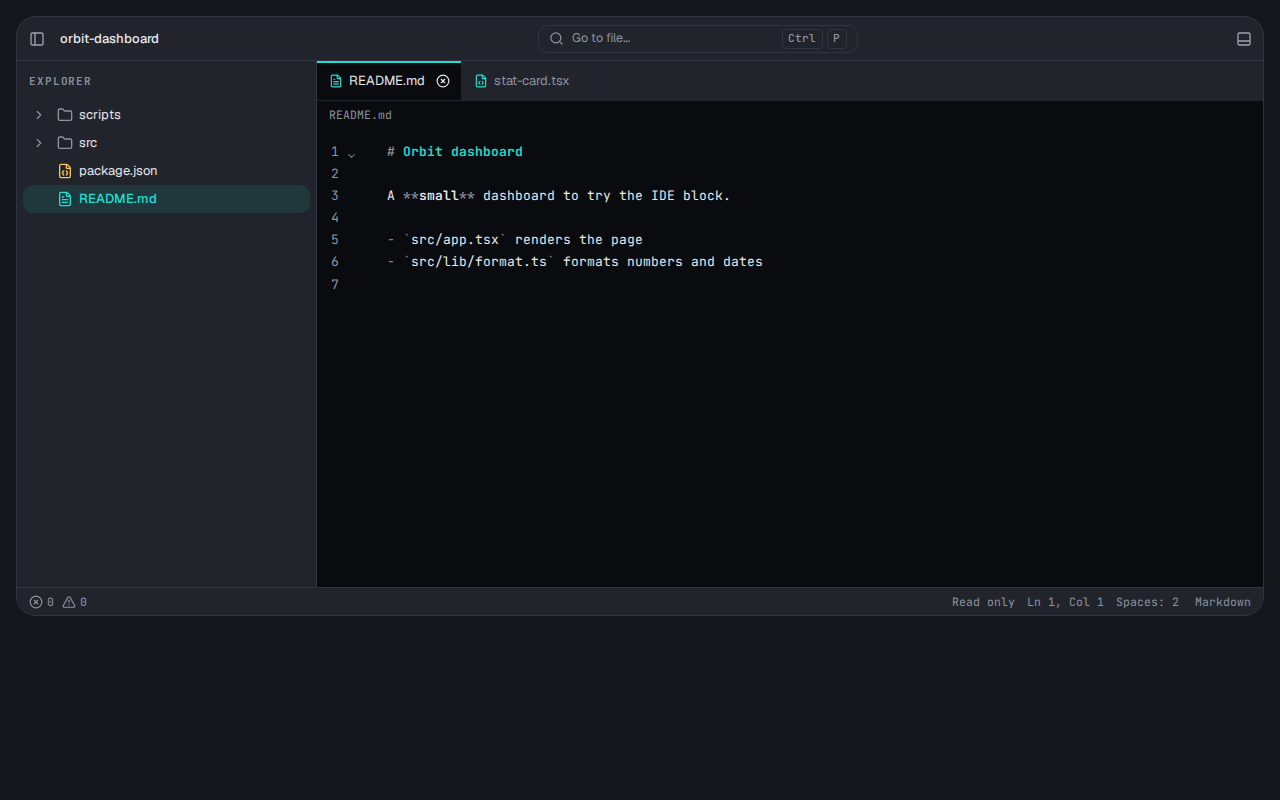 orbit-dashboard
Go to file…
Ctrl P
EXPLORER
scripts
src
package.json
README.md
README.md
stat-card.tsx
README.md
1 # Orbit dashboard
2
3 A **small** dashboard to try the IDE block.
4
5 - `src/app.tsx` renders the page
6 - `src/lib/format.ts` formats numbers and dates
7
0 0
Read only Ln 1, Col 1 Spaces: 2 Markdown